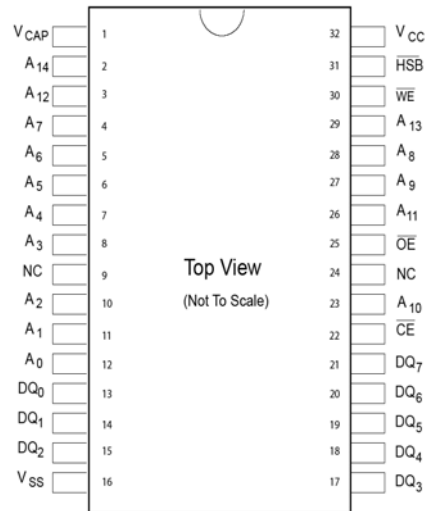 VCAP 1 32 VCC
A14 2 31 HSB
A12 3 30 WE
A7 4 29 A13
A6 5 28 A8
A5 6 27 A9
A4 7 26 A11
A3 8 25 OE
NC 9 24 NC
Top View
A2 10 23 A10
(Not To Scale)
A1 11 22 CE
A0 12 21 DQ7
DQ0 13 20 DQ6
DQ1 14 19 DQ5
DQ2 15 18 DQ4
VSS 16 17 DQ3